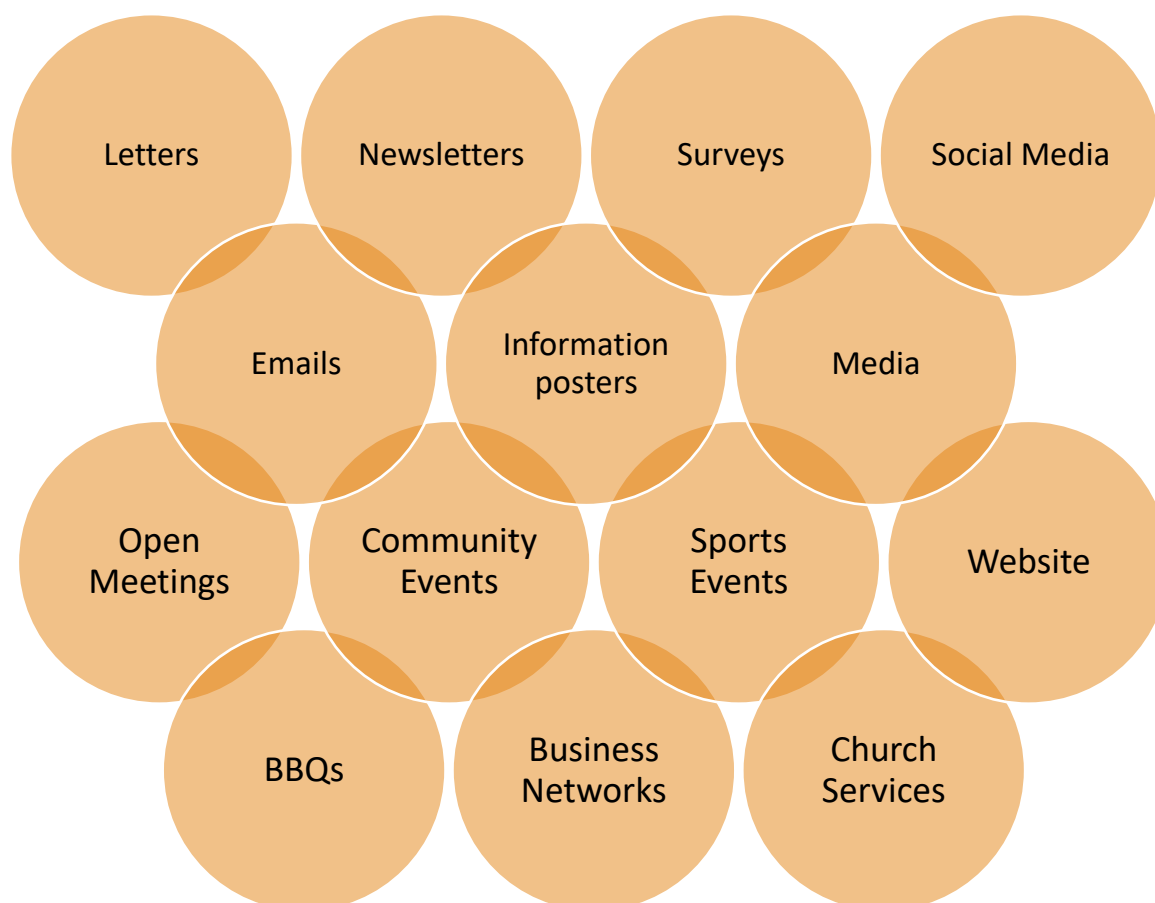 Letters
Newsletters
Surveys
Social Media
Emails
Information
posters
Media
Open
Meetings
Community
Events
Sports
Events
Website
BBQs
Business
Networks
Church
Services